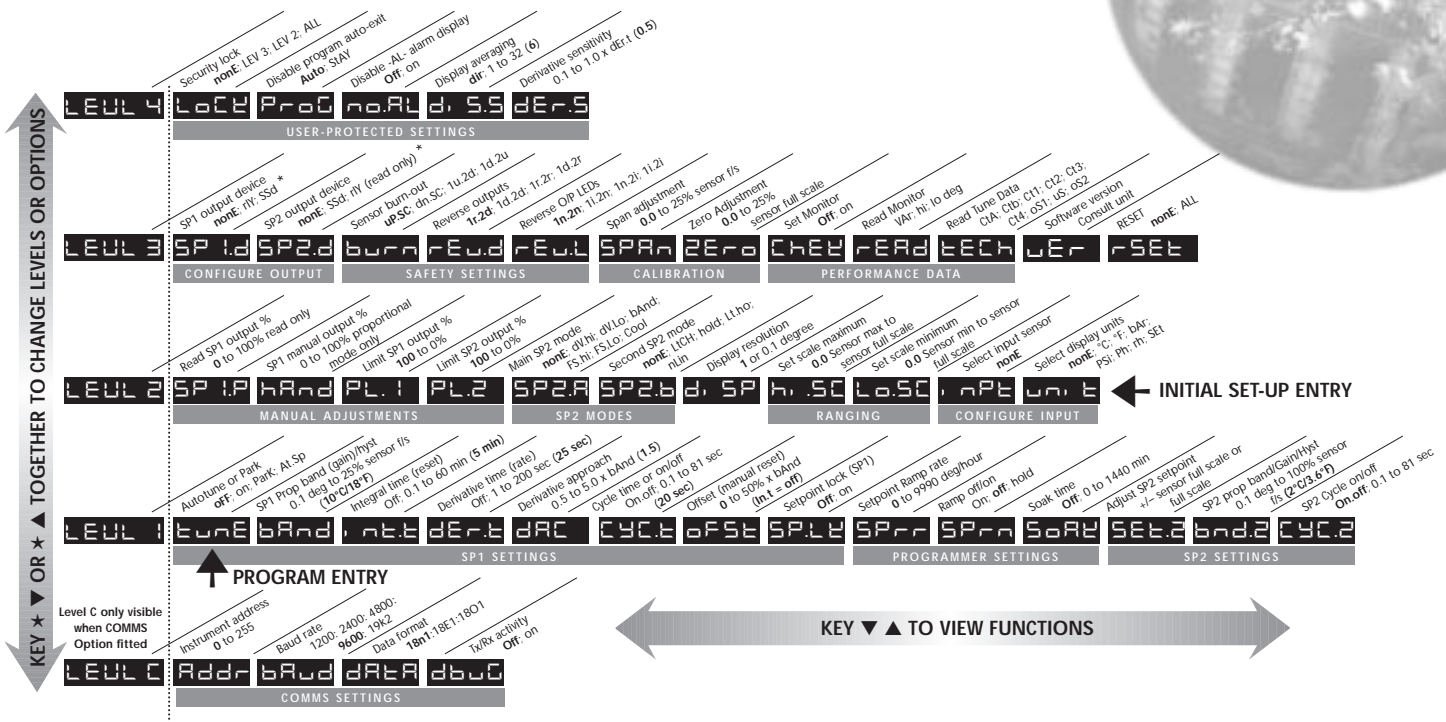 KEY ★ ▼ OR ★ ▲ TOGETHER TO CHANGE LEVELS OR OPTIONS
Security lock
nonE; LEV 3; LEV 2; ALL
Disable program auto-exit
Auto; StAY
Disable -AL- alarm display
Off; on
Display averaging
dir; 1 to 32 (6)
Derivative sensitivity
0.1 to 1.0 x dEr.t (0.5)
LEVL 4 LoCK ProG no.AL di S.S dEr.S
USER-PROTECTED SETTINGS
SP1 output device
nonE; rlY; SSd *
SP2 output device
nonE; SSd; rlY (read only) *
Sensor burn-out
uP.SC; dn.SC; 1u.2d; 1d.2u
Reverse outputs
1r.2d; 1d.2d; 1r.2r; 1d.2r
Reverse O/P LEDs
1n.2n; 1i.2n; 1n.2i; 1i.2i
Span adjustment
0.0 to 25% sensor f/s
Zero Adjustment
0.0 to 25%
sensor full scale
Set Monitor
Off; on
Read Monitor
VAr; hi; lo deg
Read Tune Data
CtA; Ctb; Ct1; Ct2; Ct3;
Ct4; oS1; uS; oS2
Software version
Consult unit
RESET
nonE; ALL
LEVL 3 SP1.d SP2.d burn rEu.d rEu.L SPAn ZEro ChEK rEAd tECh uEr rSEt
CONFIGURE OUTPUT SAFETY SETTINGS CALIBRATION PERFORMANCE DATA
Read SP1 output %
0 to 100% read only
SP1 manual output %
0 to 100% proportional
mode only
Limit SP1 output %
100 to 0%
Limit SP2 output %
100 to 0%
Main SP2 mode
nonE; dV.hi; dV.Lo; bAnd;
FS.hi; FS.Lo; Cool
Second SP2 mode
nonE; LtCH; hold; Lt.ho;
nLin
Display resolution
1 or 0.1 degree
Set scale maximum
0.0 Sensor max to
sensor full scale
Set scale minimum
0.0 Sensor min to sensor
full scale
Select input sensor
nonE
Select display units
nonE; °C; °F; bAr;
PSi; Ph; rh; SEt
LEVL 2 SP1.P hAnd PL.1 PL.2 SP2.A SP2.b di SP hi .SC Lo.SC inPt unit
INITIAL SET-UP ENTRY
MANUAL ADJUSTMENTS SP2 MODES RANGING CONFIGURE INPUT
Autotune or Park
off; on; ParK; At.Sp
SP1 Prop band (gain)/hyst
0.1 deg to 25% sensor f/s
(10°C/18°F)
Integral time (reset)
Off; 0.1 to 60 min (5 min)
Derivative time (rate)
Off; 1 to 200 sec (25 sec)
Derivative approach
0.5 to 5.0 x bAnd (1.5)
Cycle time or on/off
On.off; 0.1 to 81 sec
(20 sec)
Offset (manual reset)
0 to 50% x bAnd
(In.t = off)
Setpoint lock (SP1)
Off; on
Setpoint Ramp rate
0 to 9990 deg/hour
Ramp off/on
On; off; hold
Soak time
Off; 0 to 1440 min
Adjust SP2 setpoint
+/– sensor full scale or
full scale
SP2 prop band/Gain/Hyst
0.1 deg to 100% sensor
f/s (2°C/3.6°F)
SP2 Cycle on/off
On.off; 0.1 to 81 sec
LEVL 1 tunE bAnd int.t dEr.t dAC CYC.t oFSt SP.LK SPrr SPrn SoAK SEt.2 bnd.2 CYC.2
SP1 SETTINGS PROGRAMMER SETTINGS SP2 SETTINGS
PROGRAM ENTRY
Level C only visible
when COMMS
Option fitted
Instrument address
0 to 255
Baud rate
1200: 2400: 4800:
9600: 19k2
Data format
18n1:18E1:18O1
Tx/Rx activity
Off; on
KEY ▼ ▲ TO VIEW FUNCTIONS
LEVL C Addr bAud dAtA dbuG
COMMS SETTINGS